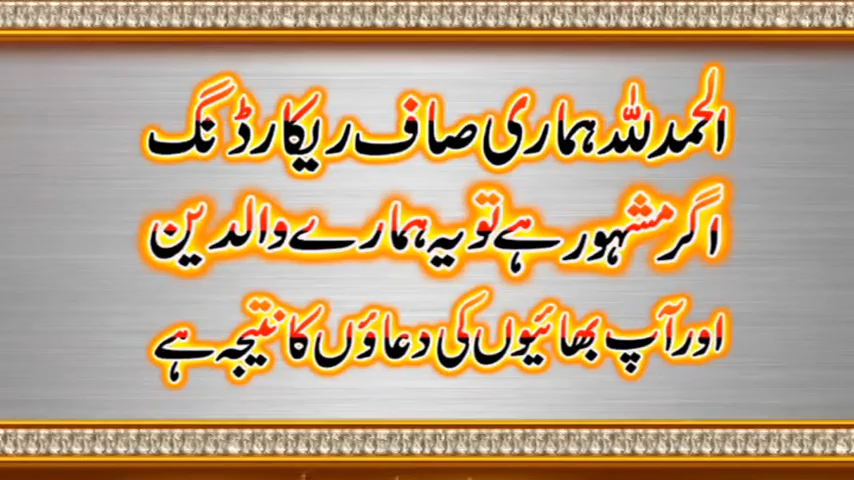 الحمدللہ ہماری صاف ریکارڈنگ
اگر مشہور ہے تو یہ ہمارے والدین
اور آپ بھائیوں کی دعاؤں کا نتیجہ ہے